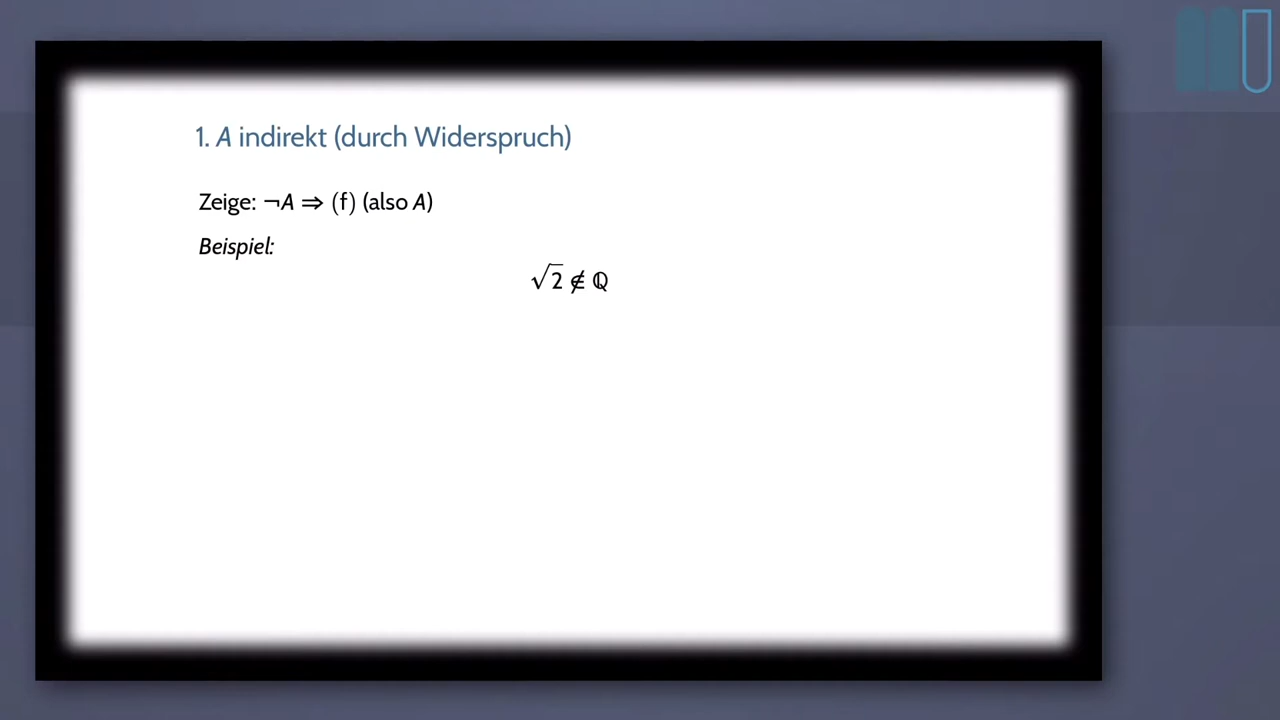 1. A indirekt (durch Widerspruch)
Zeige: ¬A ⇒ (f) (also A)
Beispiel:
√2 ∉ ℚ